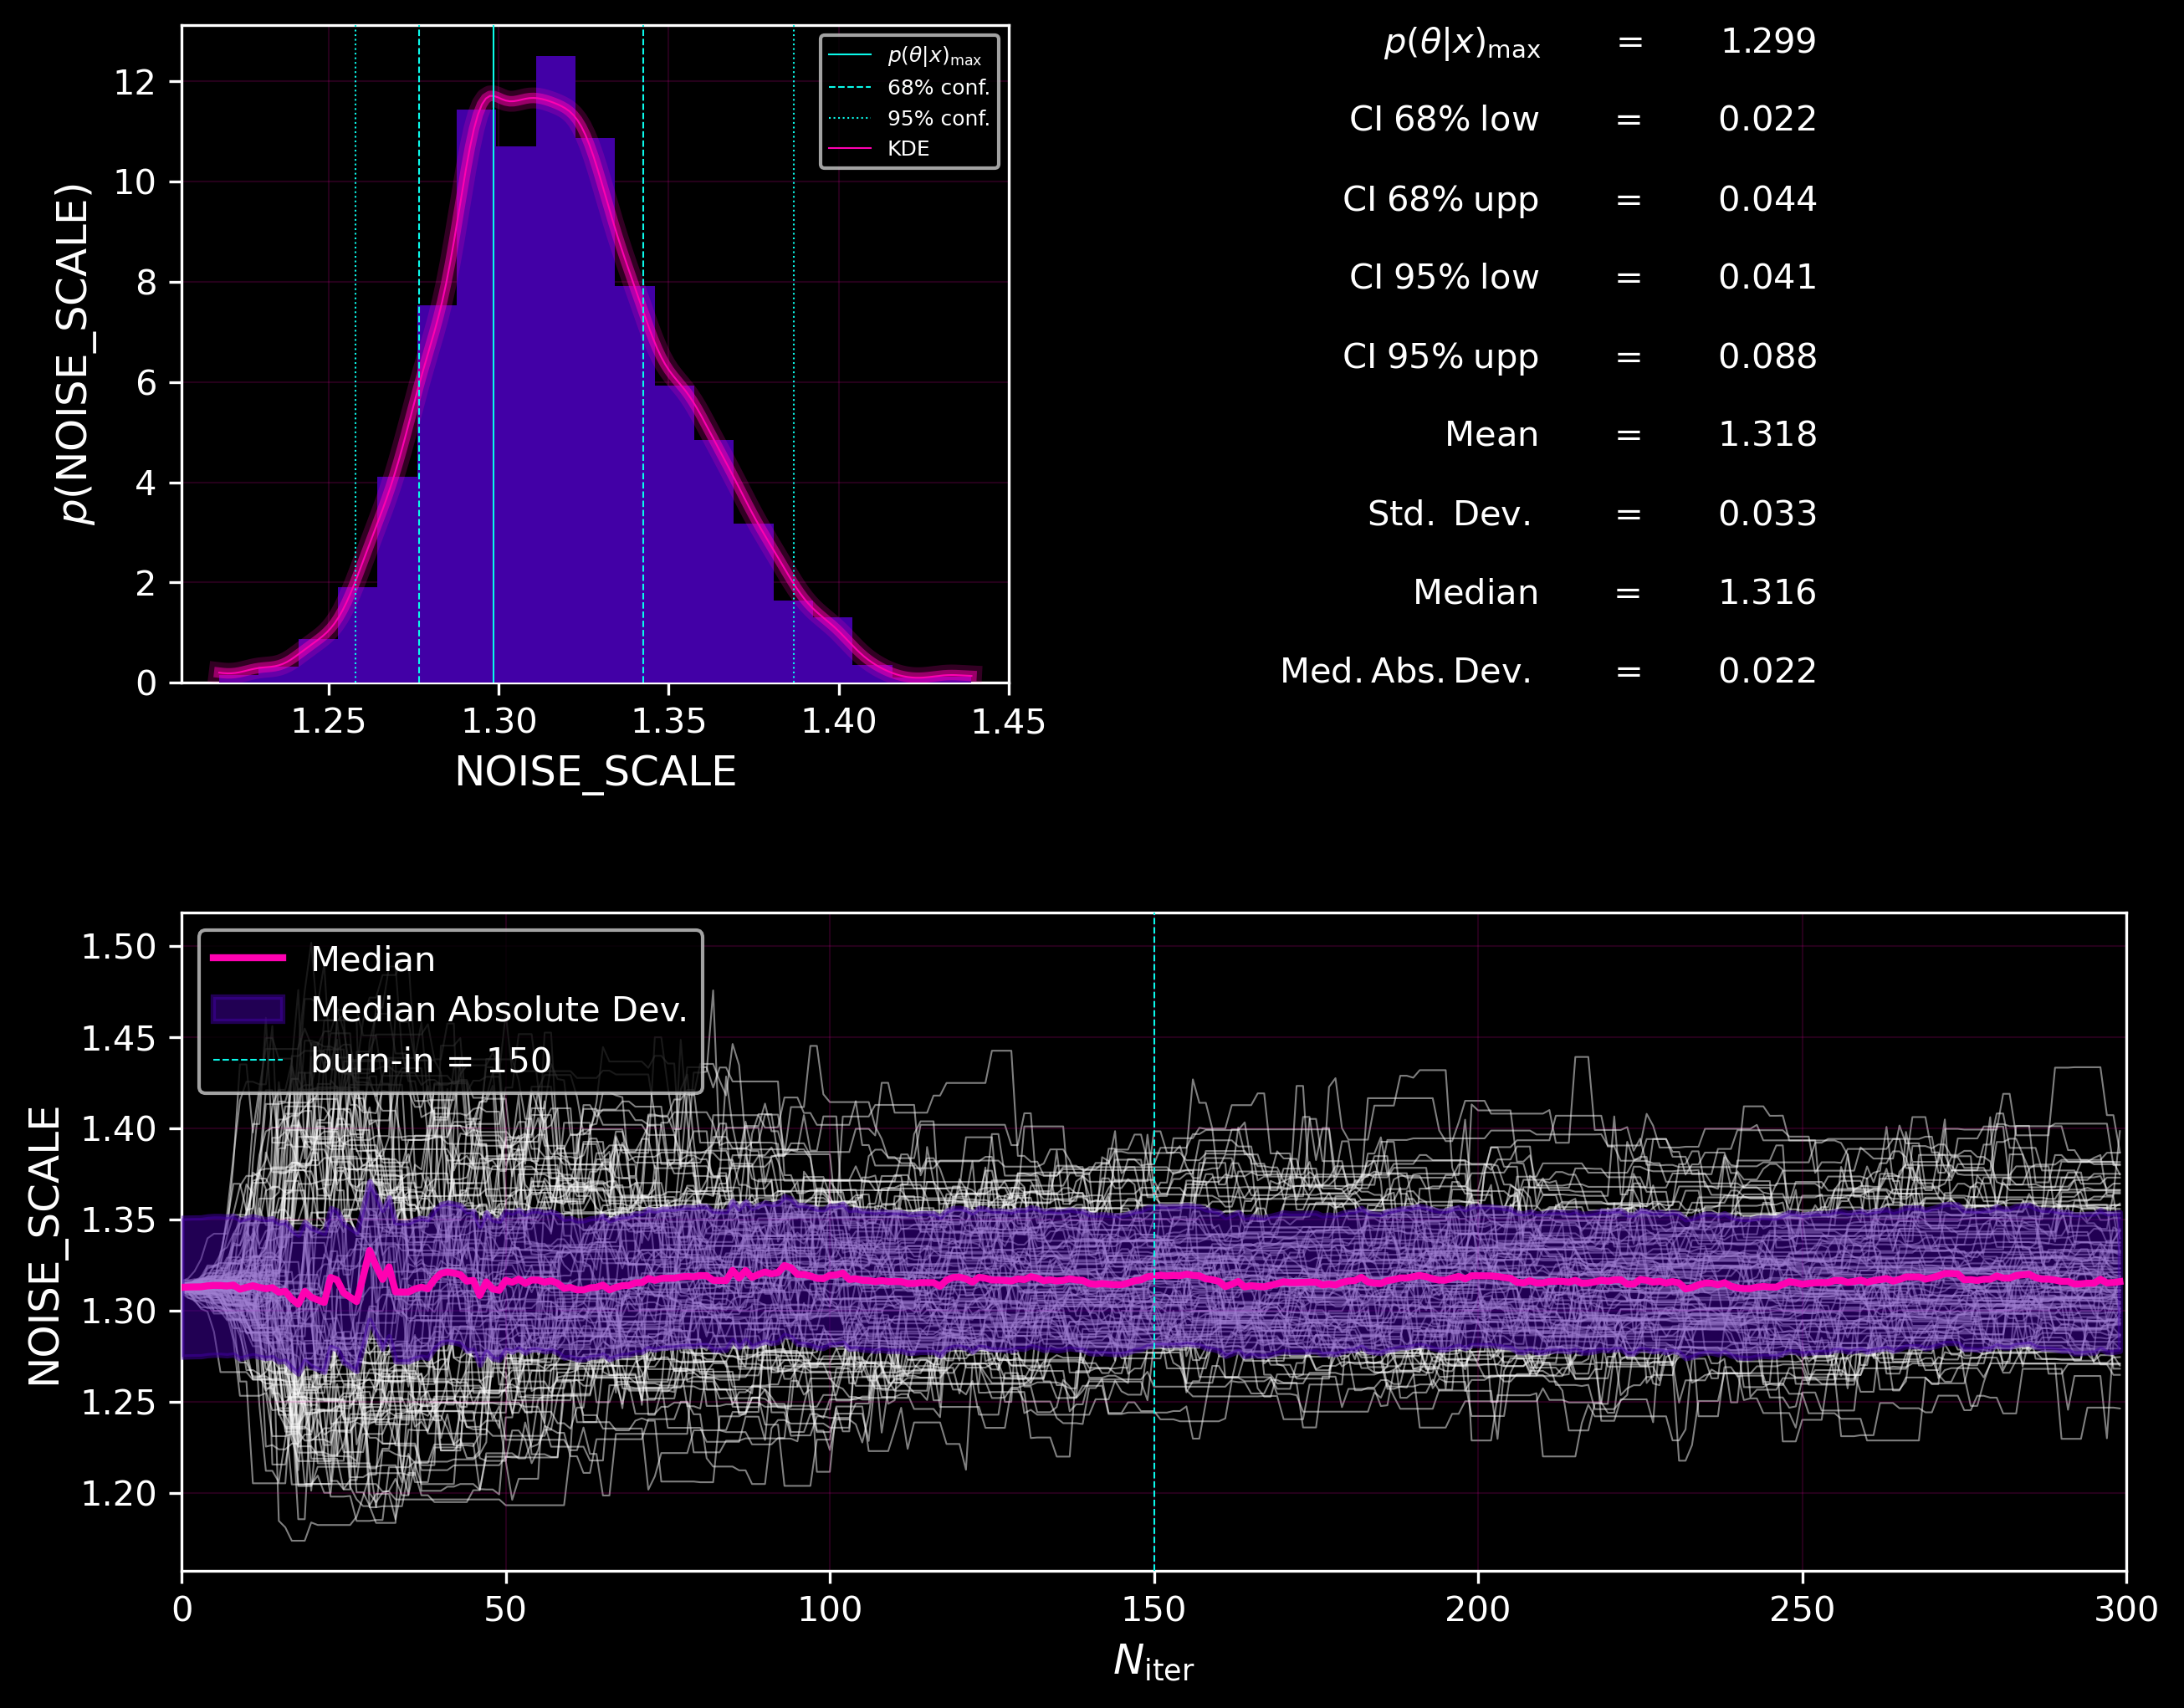 p(NOISE_SCALE)
12
10
8
6
4
2
0
1.25 1.30 1.35 1.40 1.45
NOISE_SCALE
p(θ|x)max
68% conf.
95% conf.
KDE
p(θ|x)max = 1.299
CI 68% low = 0.022
CI 68% upp = 0.044
CI 95% low = 0.041
CI 95% upp = 0.088
Mean = 1.318
Std. Dev. = 0.033
Median = 1.316
Med. Abs. Dev. = 0.022
NOISE_SCALE
1.50
1.45
1.40
1.35
1.30
1.25
1.20
Median
Median Absolute Dev.
burn-in = 150
0 50 100 150 200 250 300
Niter